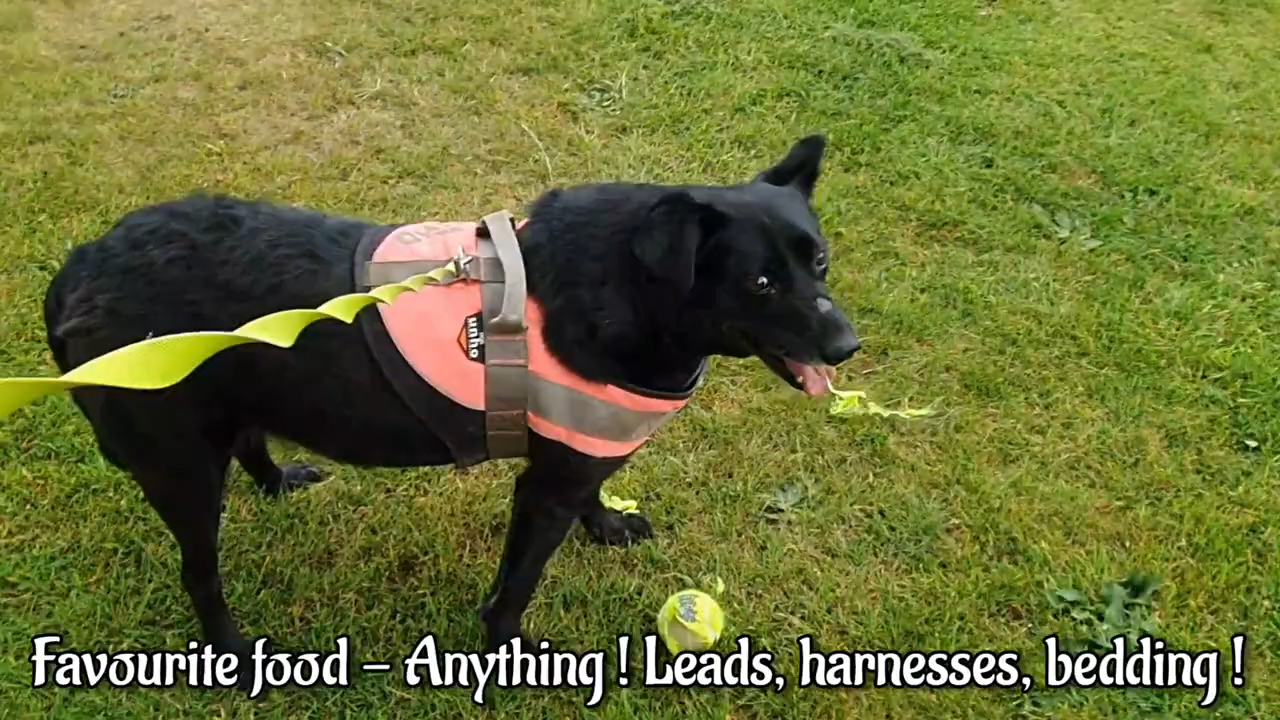 Favourite food – Anything ! Leads, harnesses, bedding !